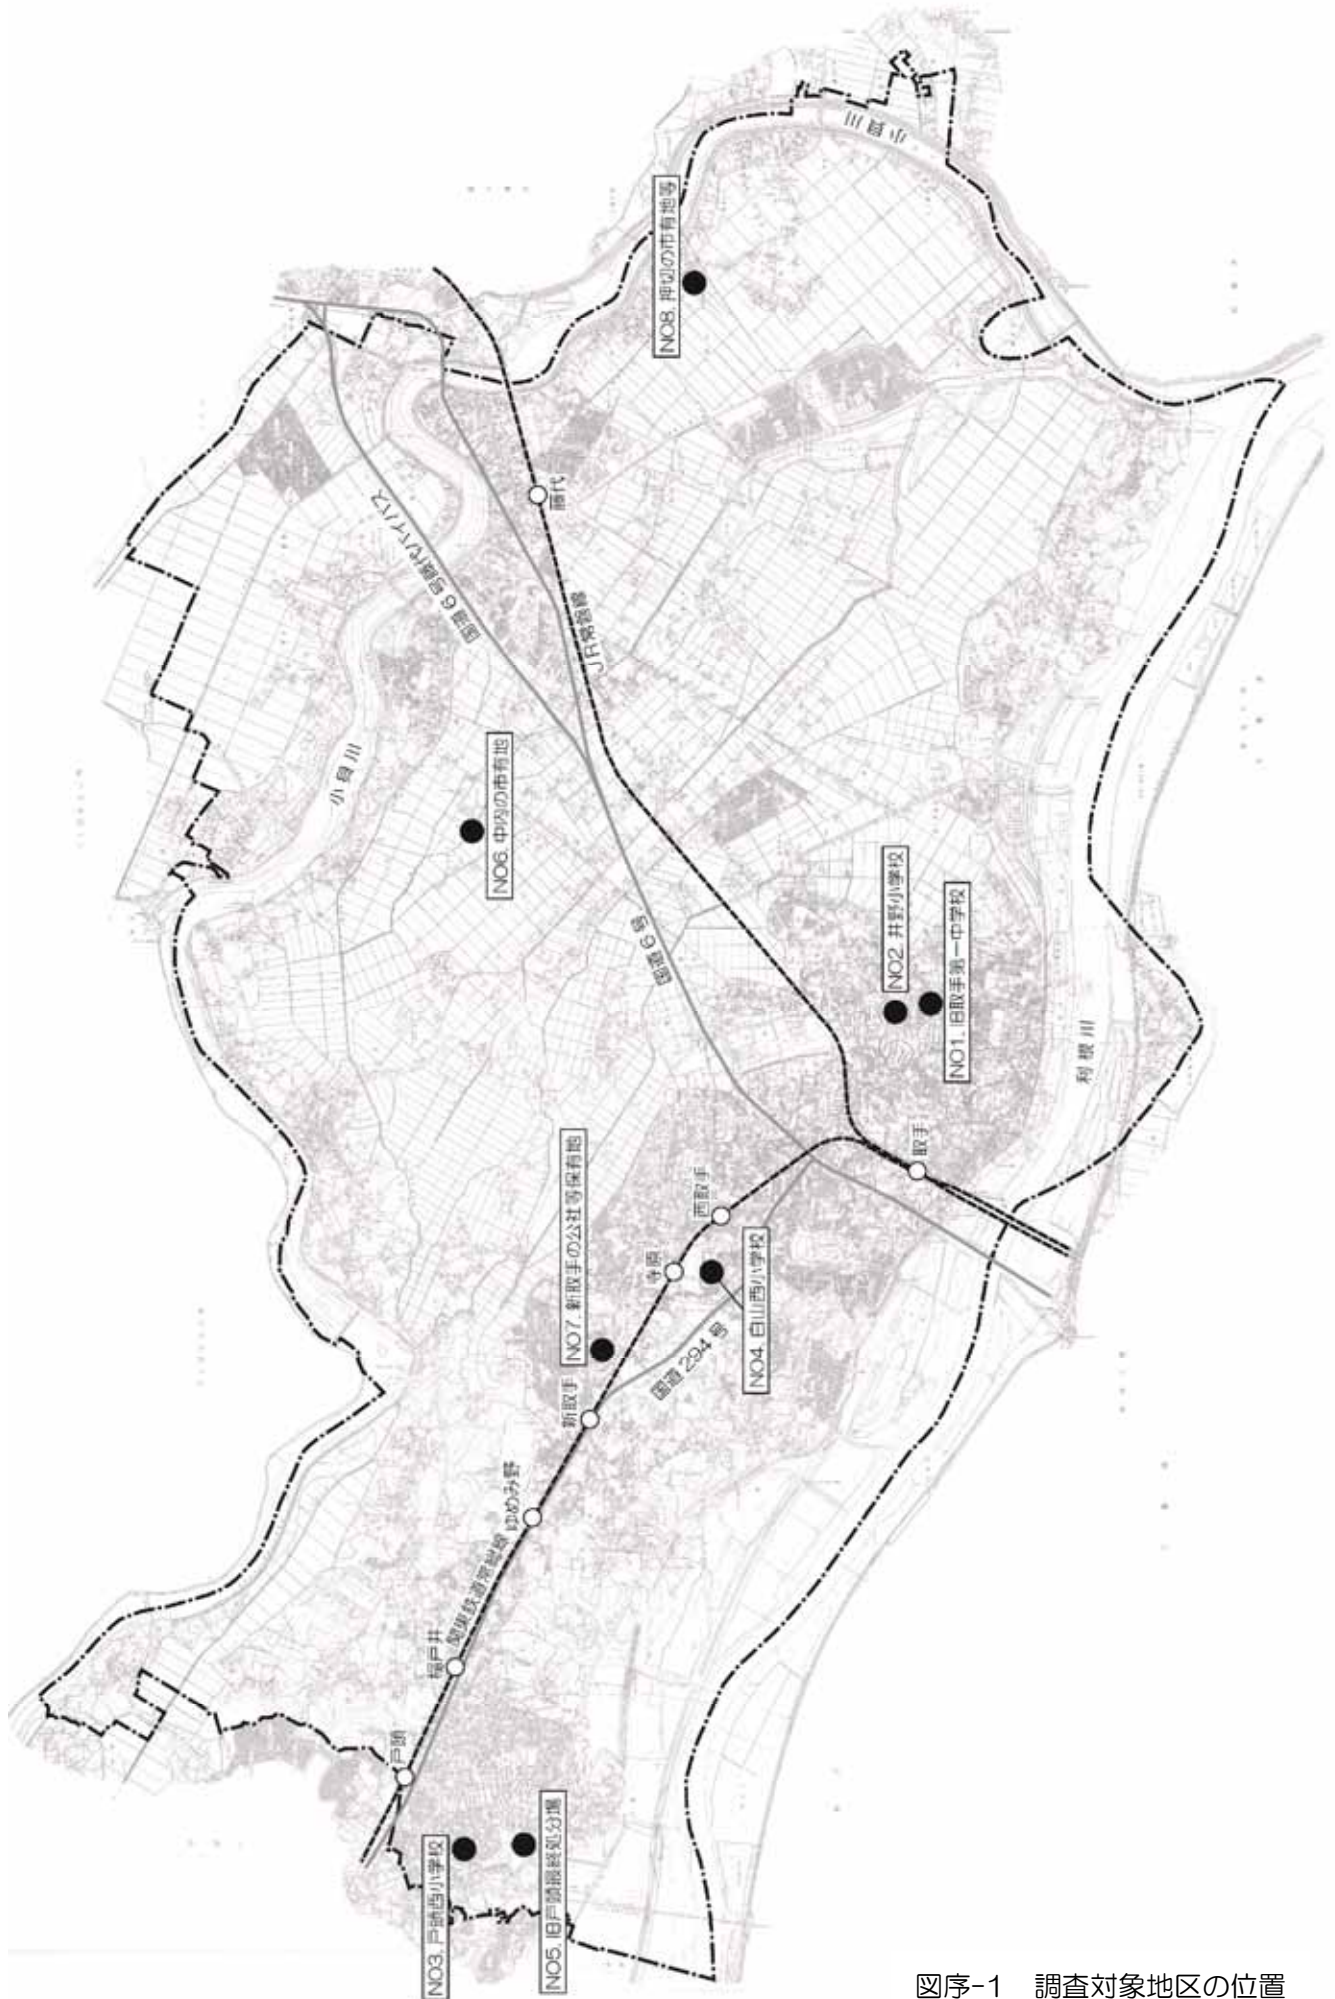 小貝川
NO8. 押切の市有地等
藤代
国道6号藤代バイパス
JR常磐線
小貝川
NO6. 中内の市有地
国道6号
NO2. 井野小学校
NO1. 旧取手第一中学校
利根川
取手
西取手
寺原
NO7. 新取手の公社等保有地
NO4. 白山西小学校
国道294号
新取手
ゆめみ野
関東鉄道常総線
稲戸井
戸頭
NO3. 戸頭西小学校
NO5. 旧戸頭最終処分場
図序-1 調査対象地区の位置